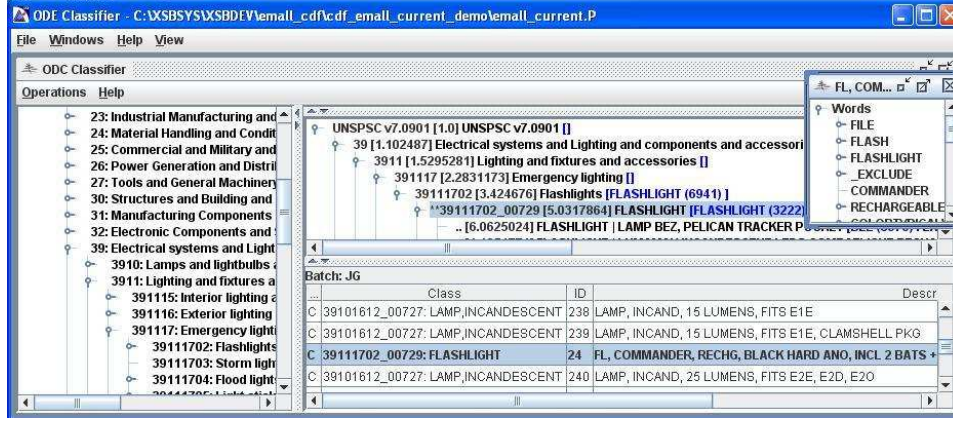 ODE Classifier - C:\XSBSYS\XSBDEV\emall_cdf\cdf_emall_current_demo\emall_current.P
File Windows Help View
ODC Classifier
Operations Help
FL, COM...
Words
FILE
FLASH
FLASHLIGHT
_EXCLUDE
COMMANDER
RECHARGEABLE
23: Industrial Manufacturing and
24: Material Handling and Condit
25: Commercial and Military and
26: Power Generation and Distri
27: Tools and General Machinery
30: Structures and Building and
31: Manufacturing Components
32: Electronic Components and
39: Electrical systems and Light
3910: Lamps and lightbulbs
3911: Lighting and fixtures a
391115: Interior lighting
391116: Exterior lighting
391117: Emergency lighti
39111702: Flashlights
39111703: Storm ligh
39111704: Flood light
UNSPSC v7.0901 [1.0] UNSPSC v7.0901 []
39 [1.102487] Electrical systems and Lighting and components and accessori
3911 [1.5295281] Lighting and fixtures and accessories []
391117 [2.2831173] Emergency lighting []
39111702 [3.424676] Flashlights [FLASHLIGHT (6941) ]
**39111702_00729 [5.0317864] FLASHLIGHT [FLASHLIGHT (3222)
.. [6.0625024] FLASHLIGHT | LAMP BEZ, PELICAN TRACKER
Batch: JG
... Class ID Descr
C 39101612_00727: LAMP,INCANDESCENT 238 LAMP, INCAND, 15 LUMENS, FITS E1E
C 39101612_00727: LAMP,INCANDESCENT 239 LAMP, INCAND, 15 LUMENS, FITS E1E, CLAMSHELL PKG
C 39111702_00729: FLASHLIGHT 24 FL, COMMANDER, RECHG, BLACK HARD ANO, INCL 2 BATS +
C 39101612_00727: LAMP,INCANDESCENT 240 LAMP, INCAND, 25 LUMENS, FITS E2E, E2D, E2O